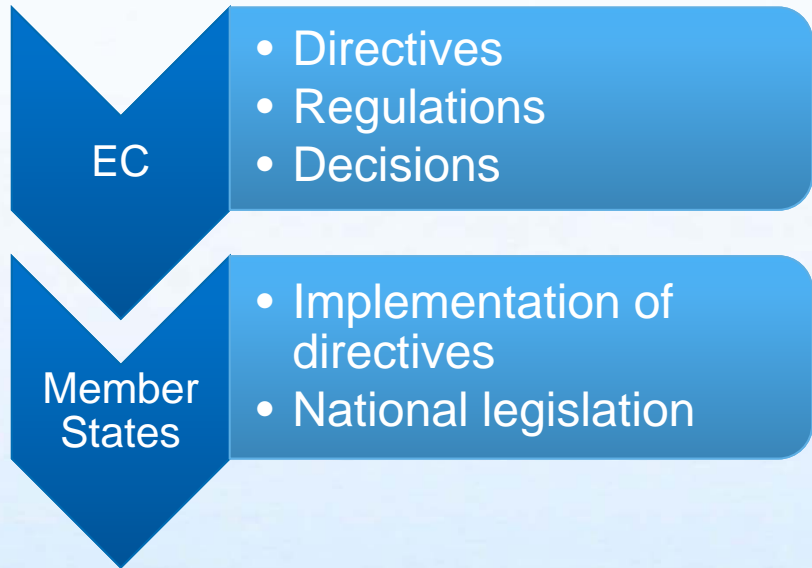 EC
• Directives
• Regulations
• Decisions
Member
States
• Implementation of
directives
• National legislation